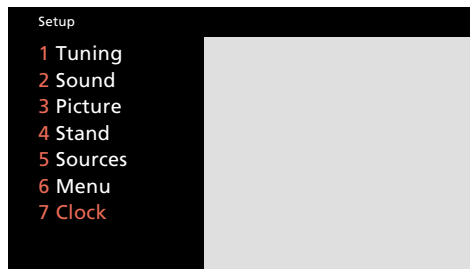 Setup
1 Tuning
2 Sound
3 Picture
4 Stand
5 Sources
6 Menu
7 Clock